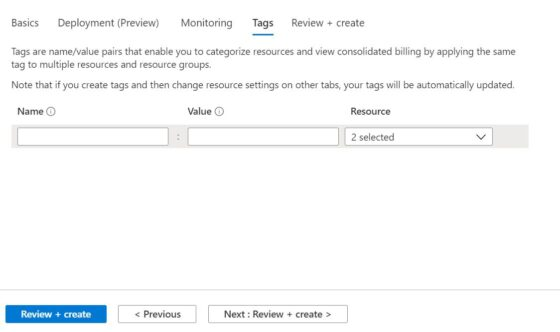 Basics Deployment (Preview) Monitoring Tags Review + create
Tags are name/value pairs that enable you to categorize resources and view consolidated billing by applying the same
tag to multiple resources and resource groups.
Note that if you create tags and then change resource settings on other tabs, your tags will be automatically updated.
Name Value Resource
: 2 selected
Review + create < Previous Next : Review + create >